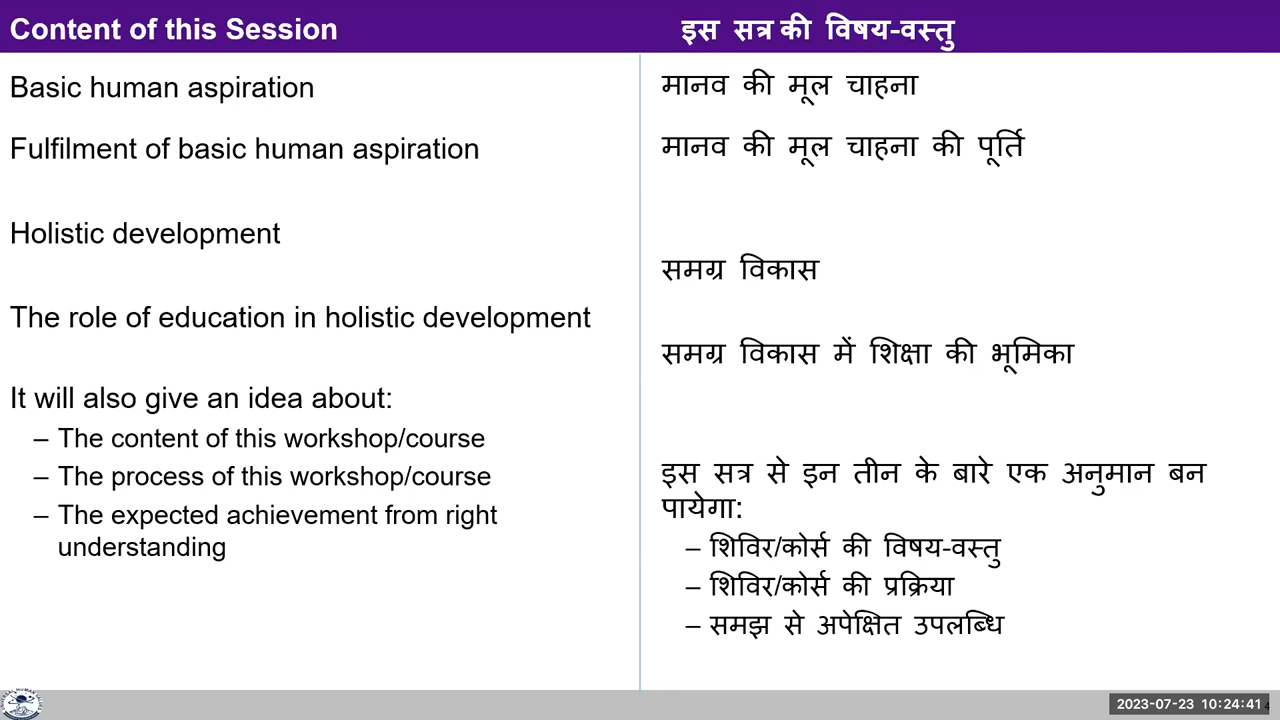 Content of this Session
इस सत्र की विषय-वस्तु
Basic human aspiration
Fulfilment of basic human aspiration
Holistic development
The role of education in holistic development
It will also give an idea about:
– The content of this workshop/course
– The process of this workshop/course
– The expected achievement from right
understanding
मानव की मूल चाहना
मानव की मूल चाहना की पूर्ति
समग्र विकास
समग्र विकास में शिक्षा की भूमिका
इस सत्र से इन तीन के बारे एक अनुमान बन
पायेगा:
– शिविर/कोर्स की विषय-वस्तु
– शिविर/कोर्स की प्रक्रिया
– समझ से अपेक्षित उपलब्धि
2023-07-23 10:24:41